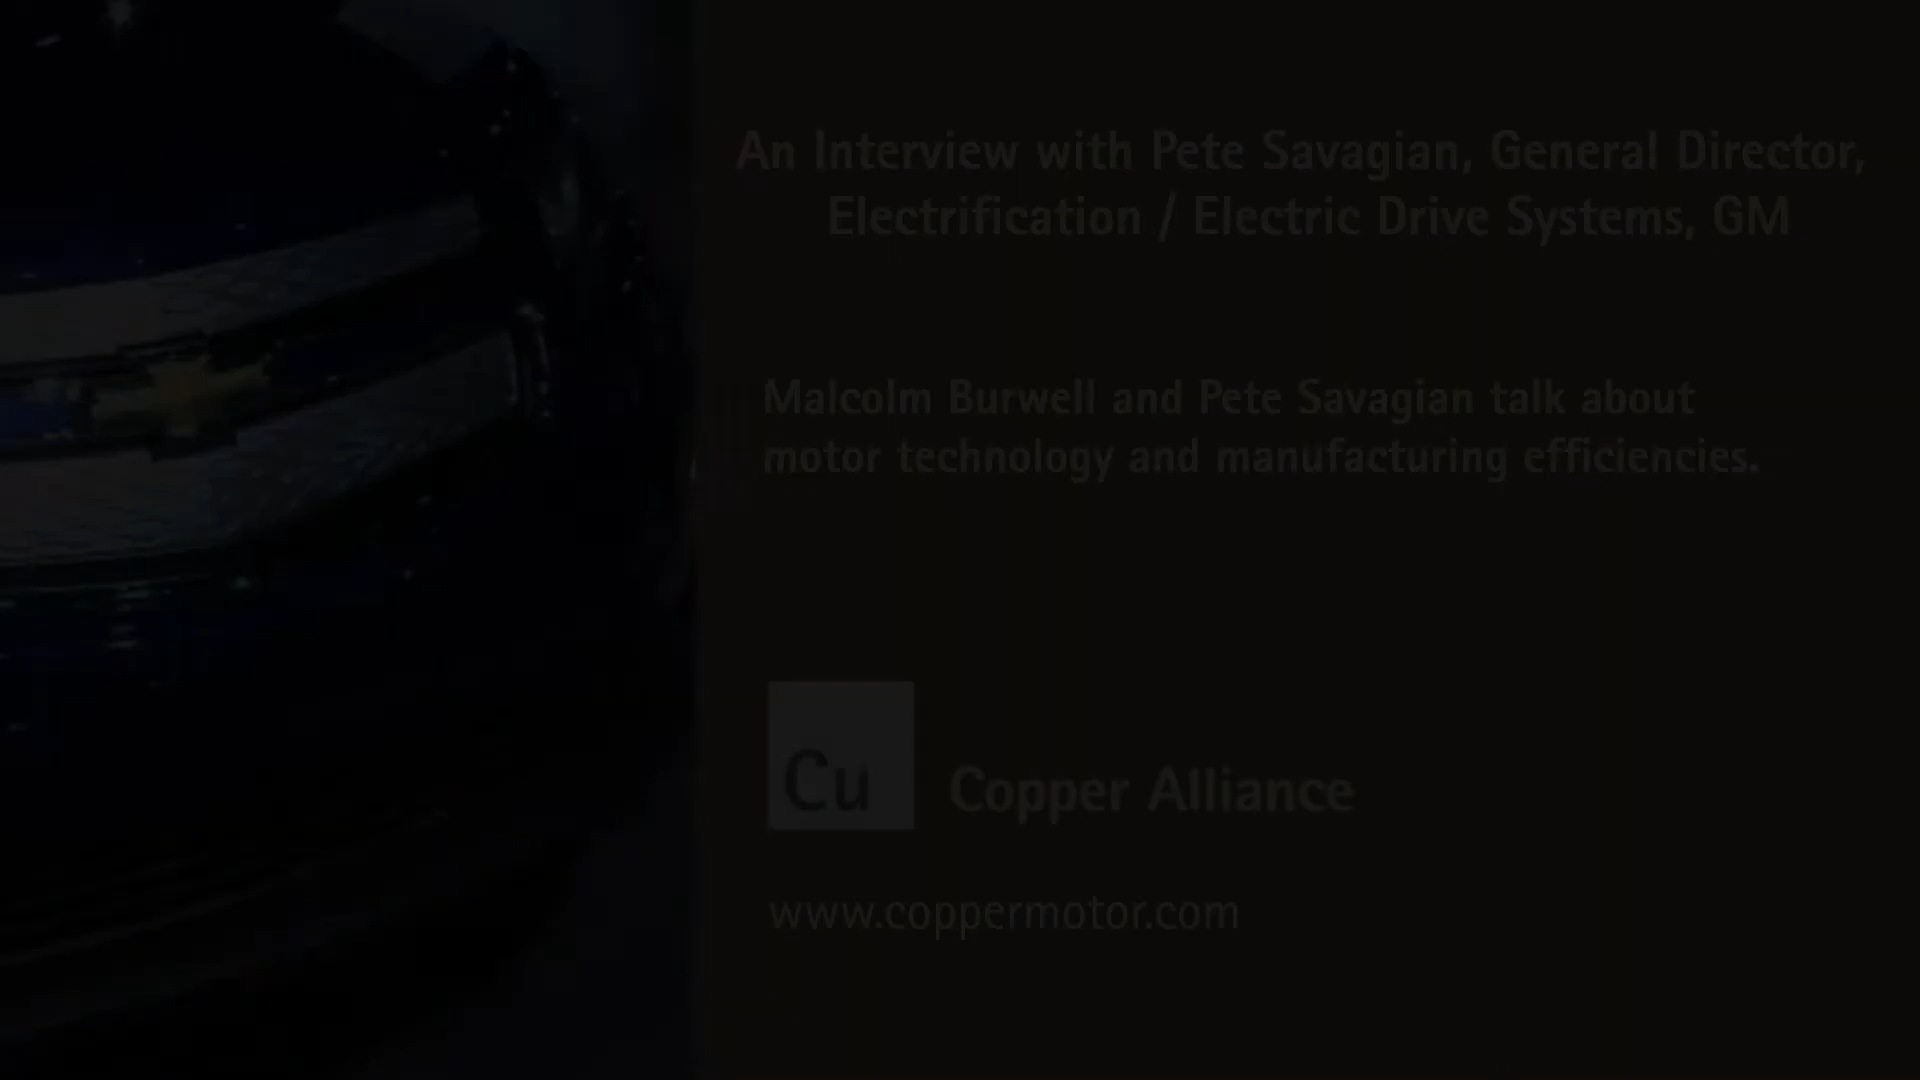 An Interview with Pete Savagian, General Director,
Electrification / Electric Drive Systems, GM
Malcolm Burwell and Pete Savagian talk about
motor technology and manufacturing efficiencies.
Cu Copper Alliance
www.coppermotor.com